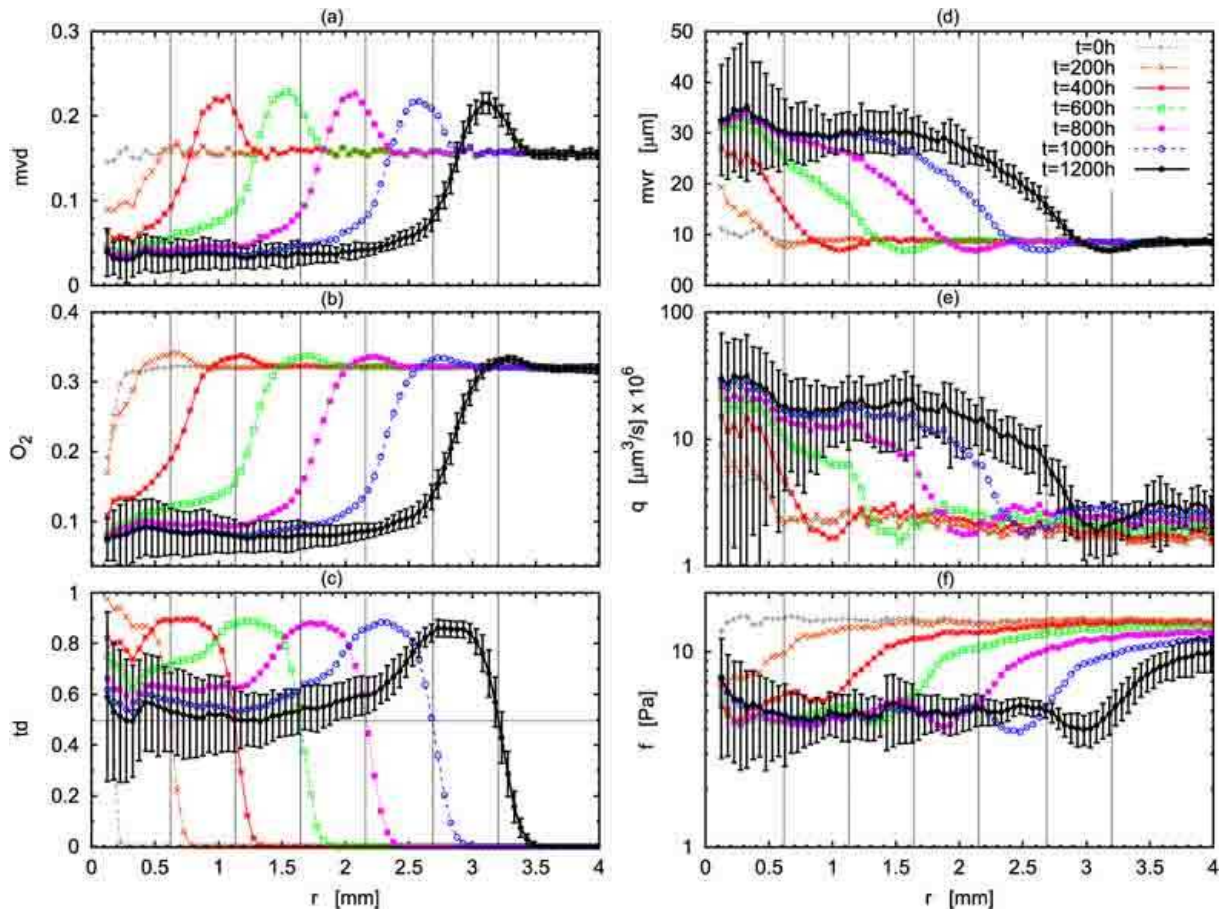 (a)
0.3
0.2
0.1
0
mvd
(b)
0.4
0.3
0.2
0.1
O2
(c)
1
0.8
0.6
0.4
0.2
0
td
0 0.5 1 1.5 2 2.5 3 3.5 4
r [mm]
(d)
50
40
30
20
10
00
mvr [µm]
t=0h
t=200h
t=400h
t=600h
t=800h
t=1000h
t=1200h
(e)
100
10
1
q [µm3/s] x 106
(f)
10
1
f [Pa]
0 0.5 1 1.5 2 2.5 3 3.5 4
r [mm]